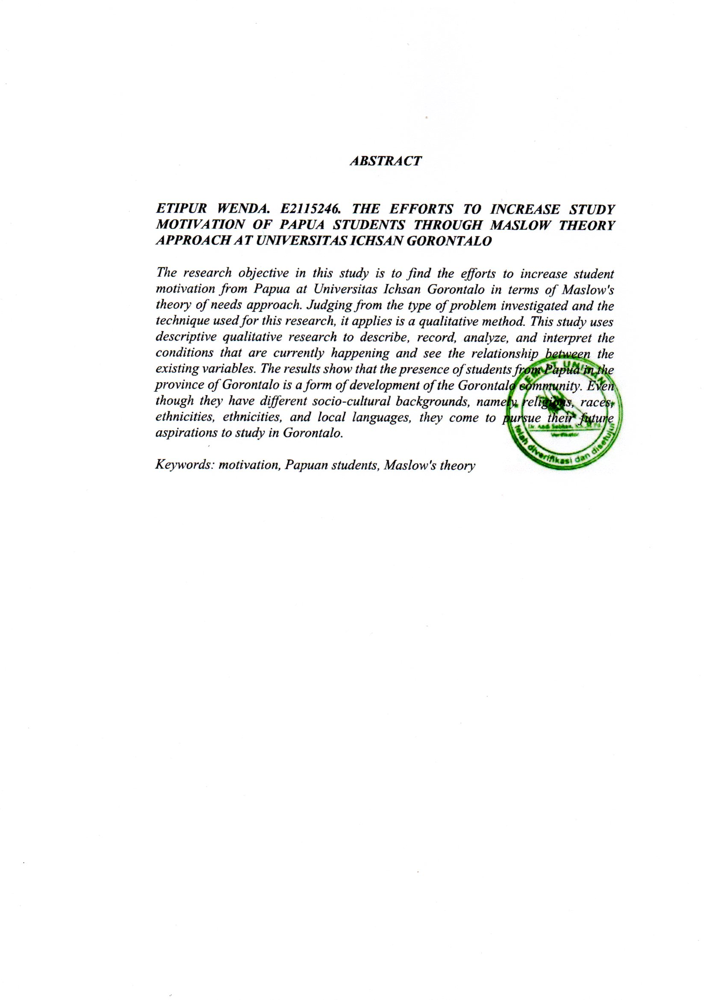 ABSTRACT
ETIPUR WENDA. E2115246. THE EFFORTS TO INCREASE STUDY
MOTIVATION OF PAPUA STUDENTS THROUGH MASLOW THEORY
APPROACH AT UNIVERSITAS ICHSAN GORONTALO
The research objective in this study is to find the efforts to increase student
motivation from Papua at Universitas Ichsan Gorontalo in terms of Maslow's
theory of needs approach. Judging from the type of problem investigated and the
technique used for this research, it applies is a qualitative method. This study uses
descriptive qualitative research to describe, record, analyze, and interpret the
conditions that are currently happening and see the relationship between the
existing variables. The results show that the presence of students from Papua in the
province of Gorontalo is a form of development of the Gorontalo community. Even
though they have different socio-cultural backgrounds, namely religions, races,
ethnicities, ethnicities, and local languages, they come to pursue their future
aspirations to study in Gorontalo.
Keywords: motivation, Papuan students, Maslow's theory
Verifikator
telah diverifikasi dan disetujui